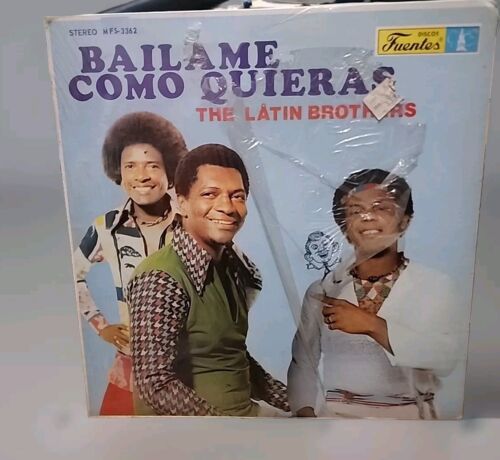 STEREO MFS-3362
DISCOS
Fuentes
BAILAME
COMO QUIERAS
THE LATIN BROTHERS